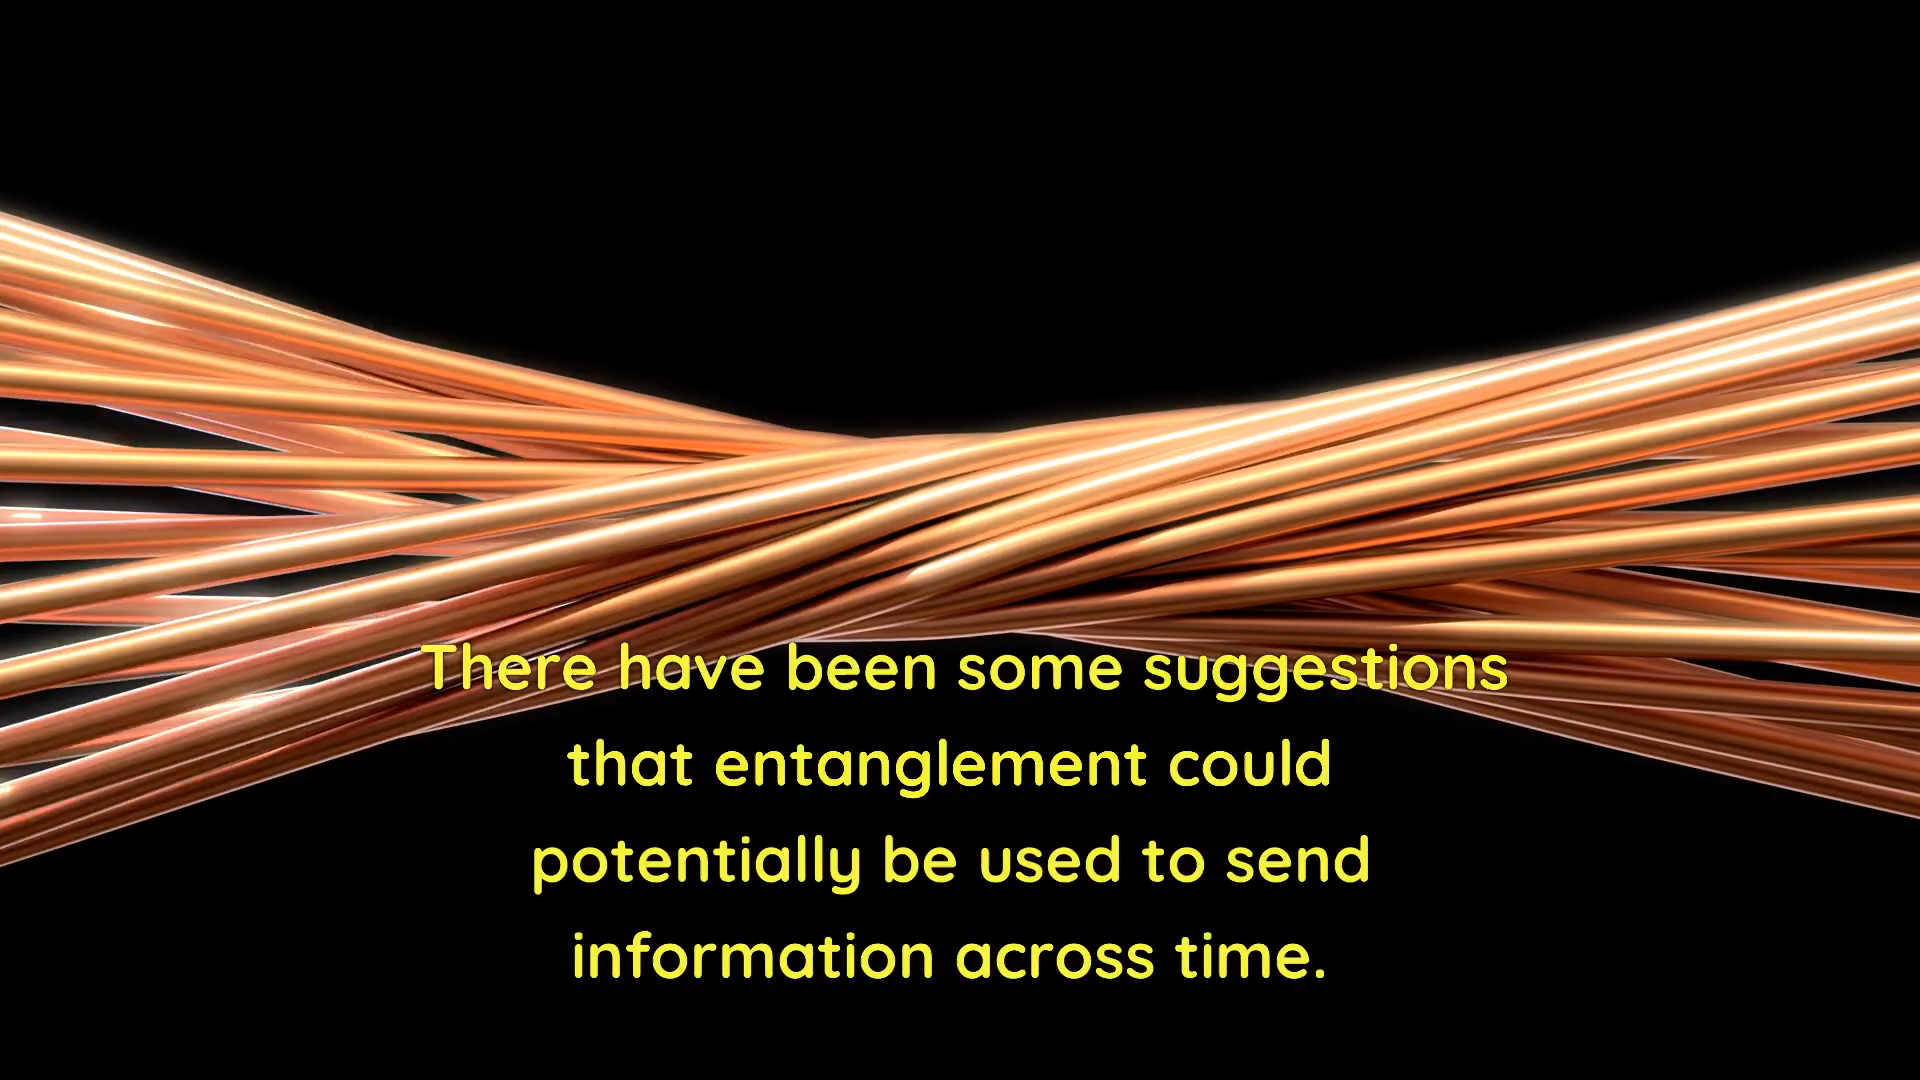 There have been some suggestions
that entanglement could
potentially be used to send
information across time.